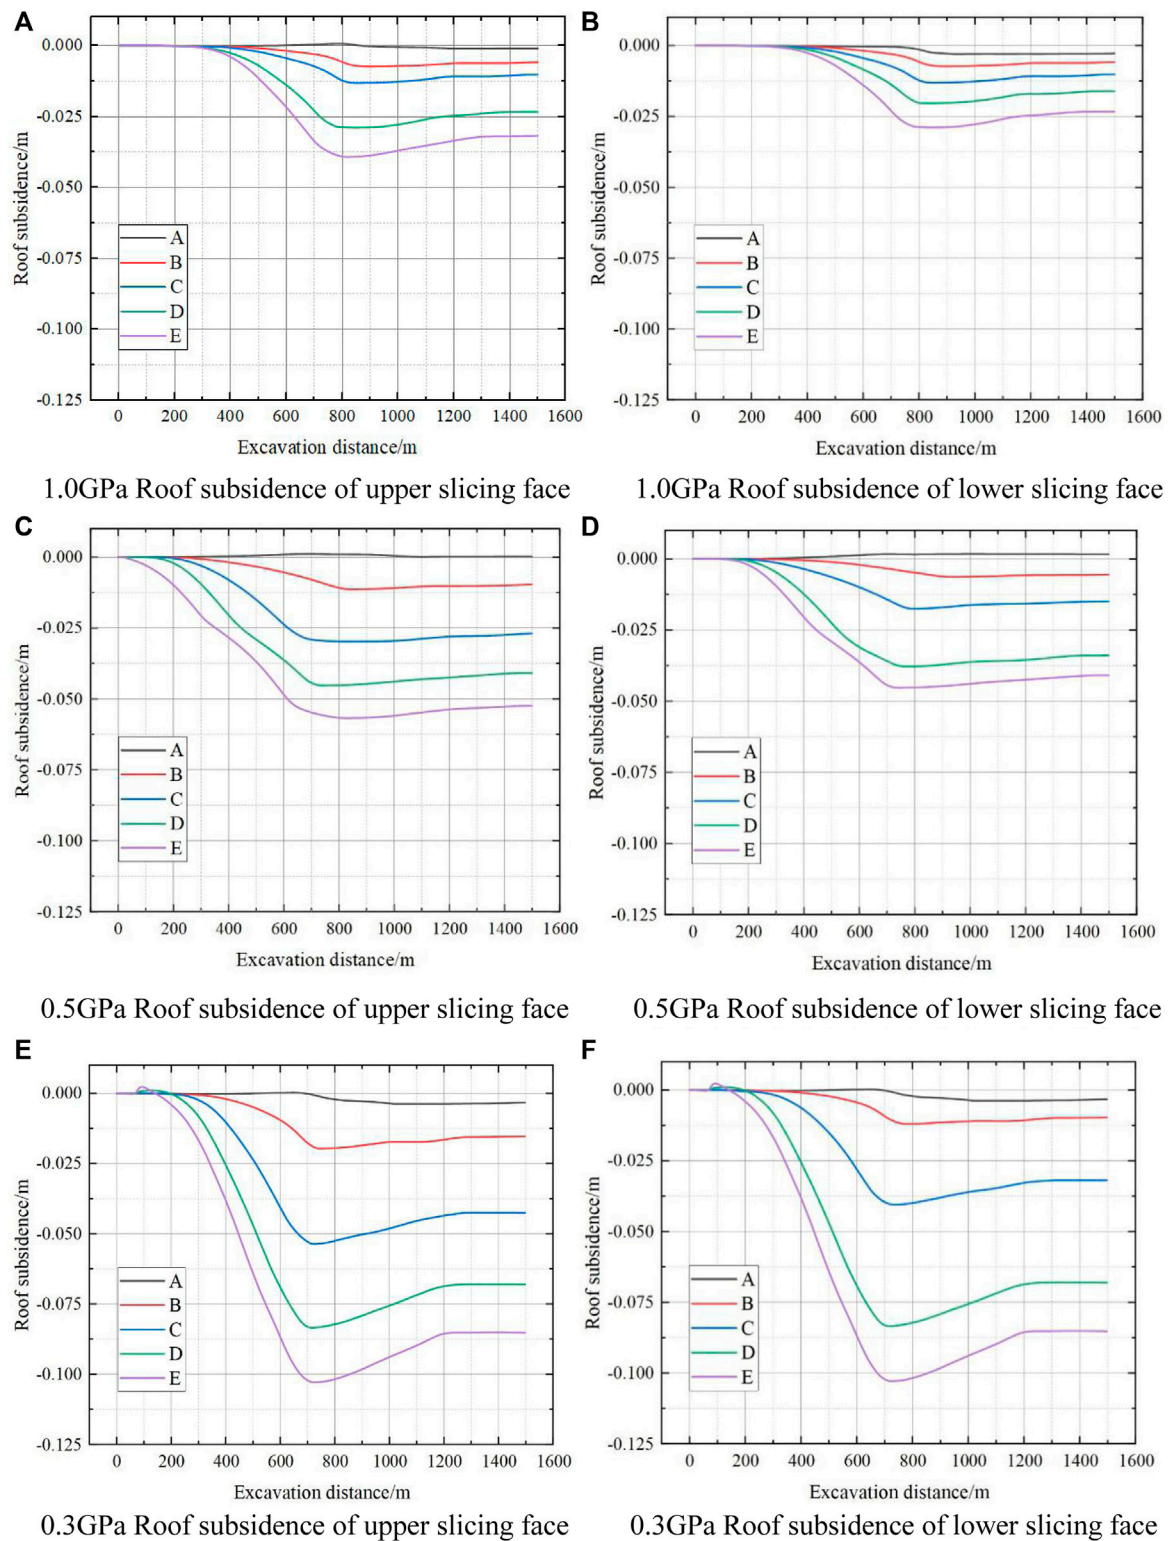 A
0.000
-0.025
-0.050
-0.075
-0.100
-0.125
Roof subsidence/m
A
B
C
D
E
0 200 400 600 800 1000 1200 1400 1600
Excavation distance/m
1.0GPa Roof subsidence of upper slicing face
B
0.000
-0.025
-0.050
-0.075
-0.100
-0.125
Roof subsidence/m
A
B
C
D
E
0 200 400 600 800 1000 1200 1400 1600
Excavation distance/m
1.0GPa Roof subsidence of lower slicing face
C
0.000
-0.025
-0.050
-0.075
-0.100
-0.125
Roof subsidence/m
A
B
C
D
E
0 200 400 600 800 1000 1200 1400 1600
Excavation distance/m
0.5GPa Roof subsidence of upper slicing face
D
0.000
-0.025
-0.050
-0.075
-0.100
-0.125
Roof subsidence/m
A
B
C
D
E
0 200 400 600 800 1000 1200 1400 1600
Excavation distance/m
0.5GPa Roof subsidence of lower slicing face
E
0.000
-0.025
-0.050
-0.075
-0.100
-0.125
Roof subsidence/m
A
B
C
D
E
0 200 400 600 800 1000 1200 1400 1600
Excavation distance/m
0.3GPa Roof subsidence of upper slicing face
F
0.000
-0.025
-0.050
-0.075
-0.100
-0.125
Roof subsidence/m
A
B
C
D
E
0 200 400 600 800 1000 1200 1400 1600
Excavation distance/m
0.3GPa Roof subsidence of lower slicing face